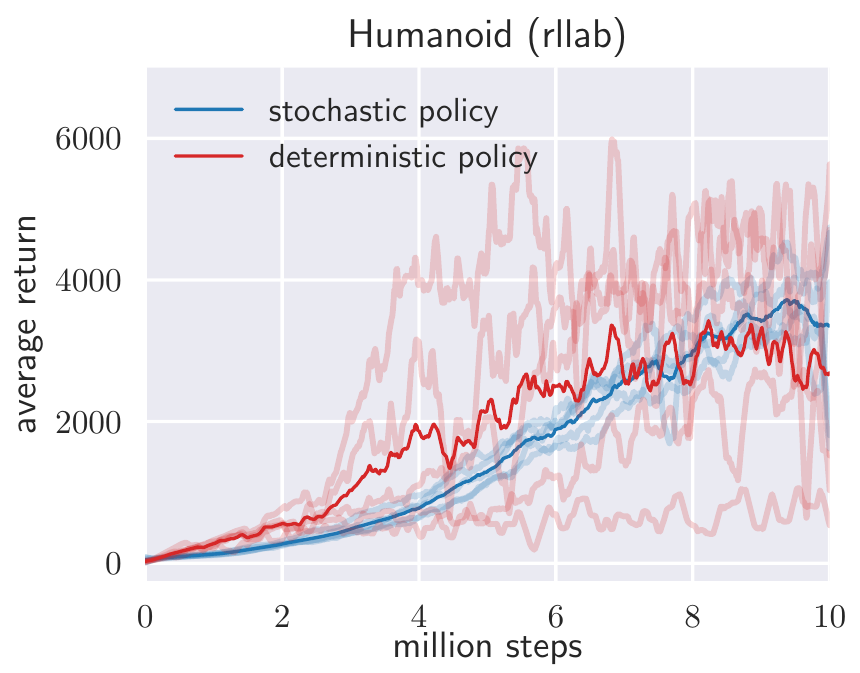 Humanoid (rllab)
stochastic policy
deterministic policy
6000
4000
2000
0
average return
0 2 4 6 8 10
million steps